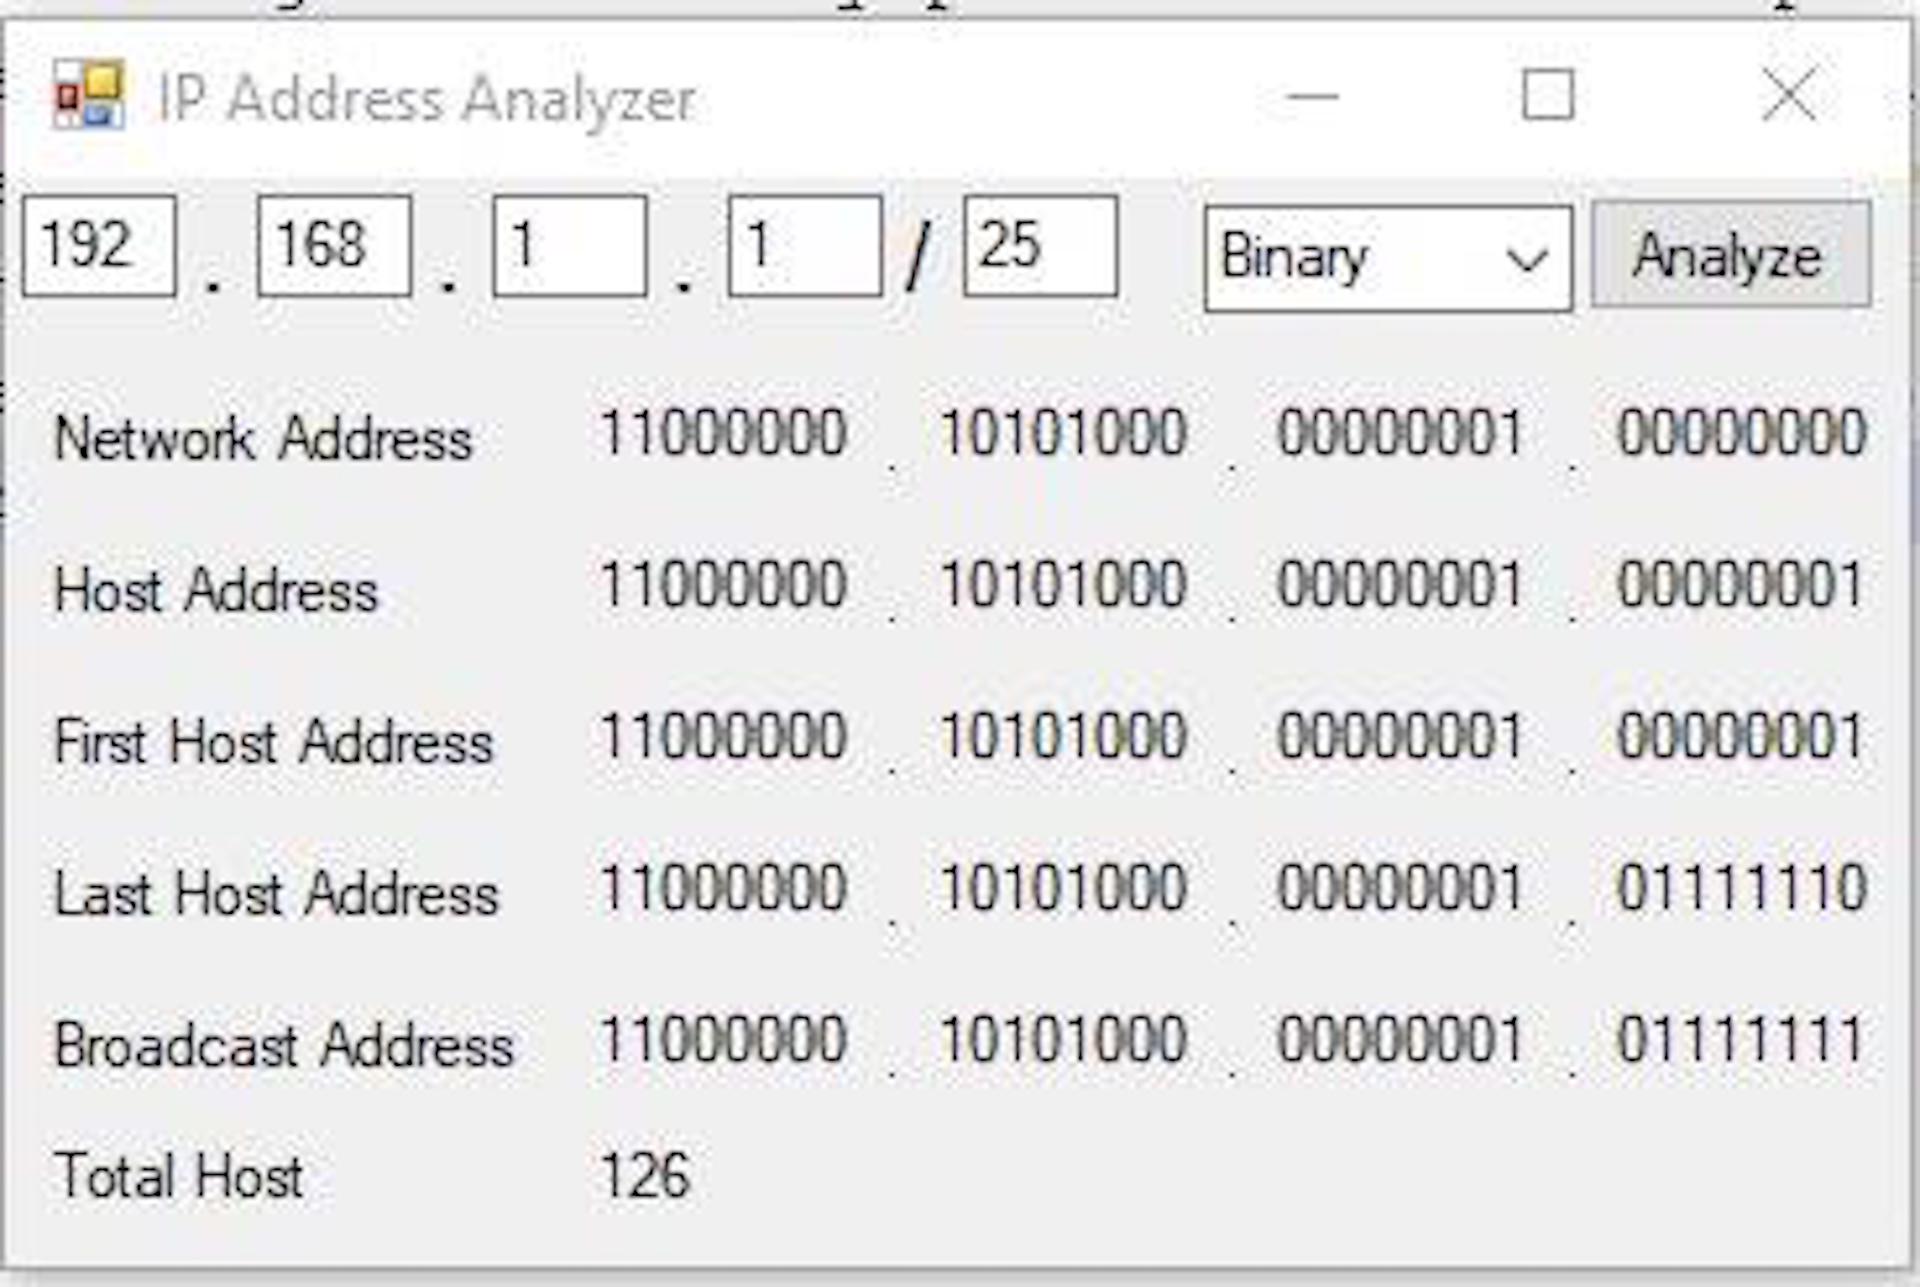 IP Address Analyzer
192 . 168 . 1 . 1 / 25 Binary Analyze
Network Address 11000000 . 10101000 . 00000001 . 00000000
Host Address 11000000 . 10101000 . 00000001 . 00000001
First Host Address 11000000 . 10101000 . 00000001 . 00000001
Last Host Address 11000000 . 10101000 . 00000001 . 01111110
Broadcast Address 11000000 . 10101000 . 00000001 . 01111111
Total Host 126